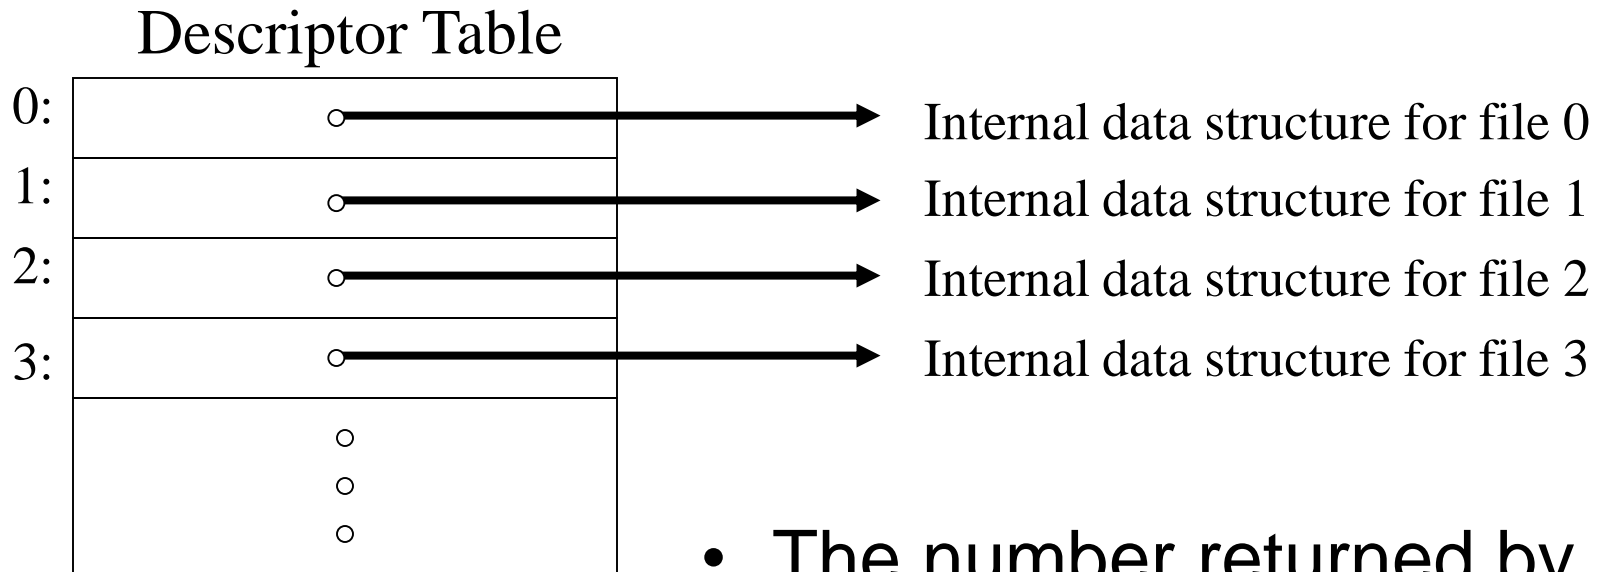 Descriptor Table
0:
Internal data structure for file 0
1:
Internal data structure for file 1
2:
Internal data structure for file 2
3:
Internal data structure for file 3
• The number returned by